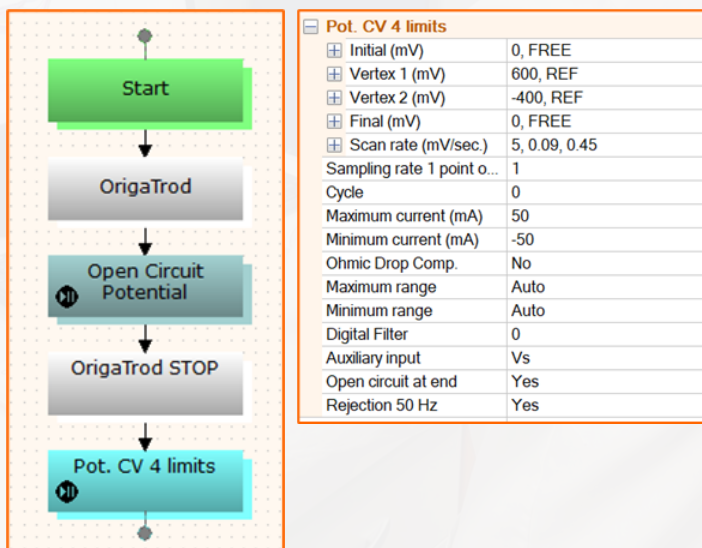 Start
OrigaTrod
Open Circuit
Potential
OrigaTrod STOP
Pot. CV 4 limits
Pot. CV 4 limits
Initial (mV) 0, FREE
Vertex 1 (mV) 600, REF
Vertex 2 (mV) -400, REF
Final (mV) 0, FREE
Scan rate (mV/sec.) 5, 0.09, 0.45
Sampling rate 1 point o... 1
Cycle 0
Maximum current (mA) 50
Minimum current (mA) -50
Ohmic Drop Comp. No
Maximum range Auto
Minimum range Auto
Digital Filter 0
Auxiliary input Vs
Open circuit at end Yes
Rejection 50 Hz Yes